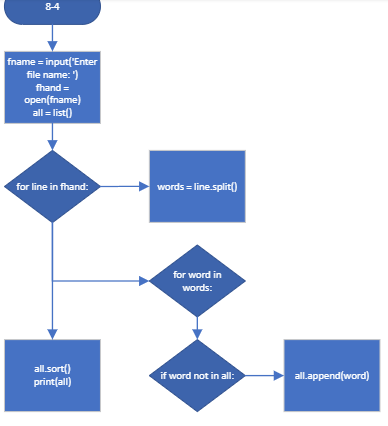 8-4
fname = input('Enter
file name: ')
fhand =
open(fname)
all = list()
for line in fhand:
words = line.split()
for word in
words:
if word not in all:
all.append(word)
all.sort()
print(all)